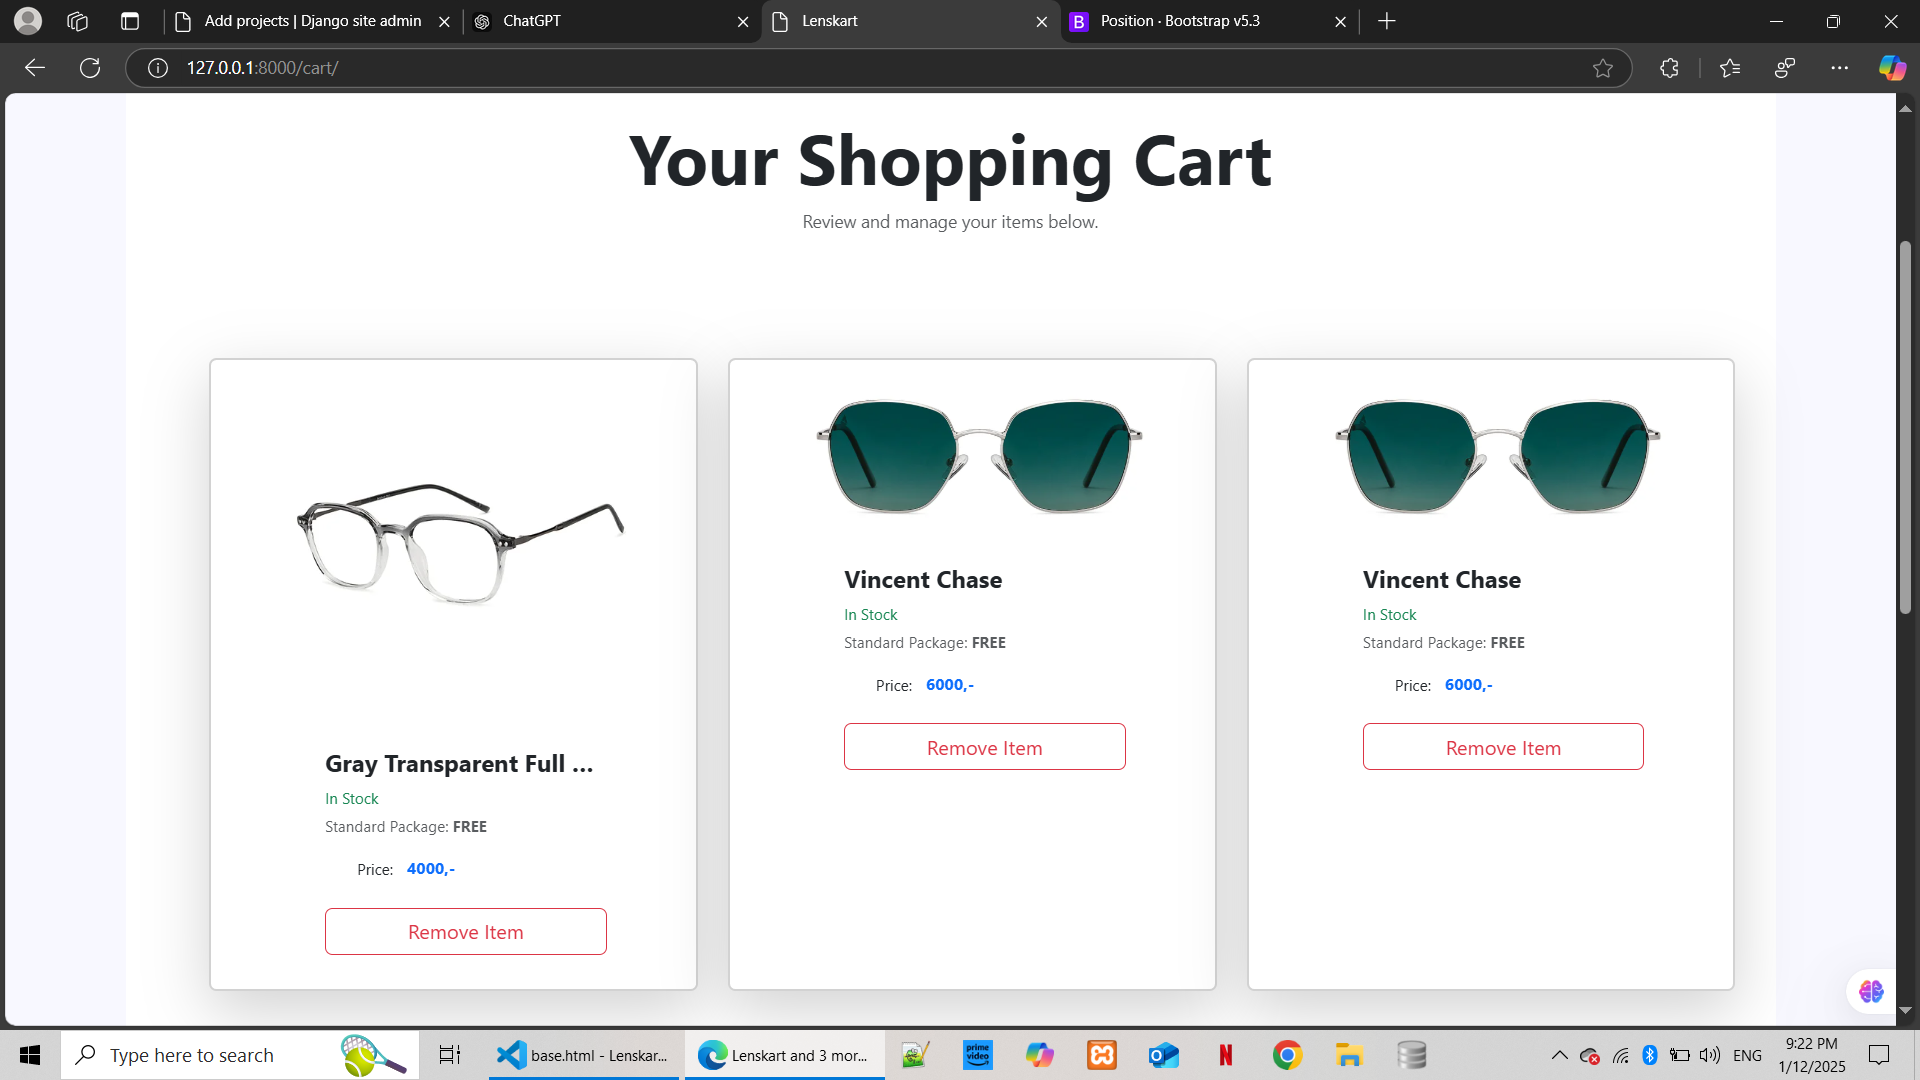 Add projects | Django site admin
ChatGPT
Lenskart
B
Position · Bootstrap v5.3
127.0.0.1:8000/cart/
Your Shopping Cart
Review and manage your items below.
Gray Transparent Full ...
In Stock
Standard Package: FREE
Price: 4000,-
Remove Item
Vincent Chase
In Stock
Standard Package: FREE
Price: 6000,-
Remove Item
Vincent Chase
In Stock
Standard Package: FREE
Price: 6000,-
Remove Item
Type here to search
base.html - Lenskar...
Lenskart and 3 mor...
prime
video
N
ENG
9:22 PM
1/12/2025